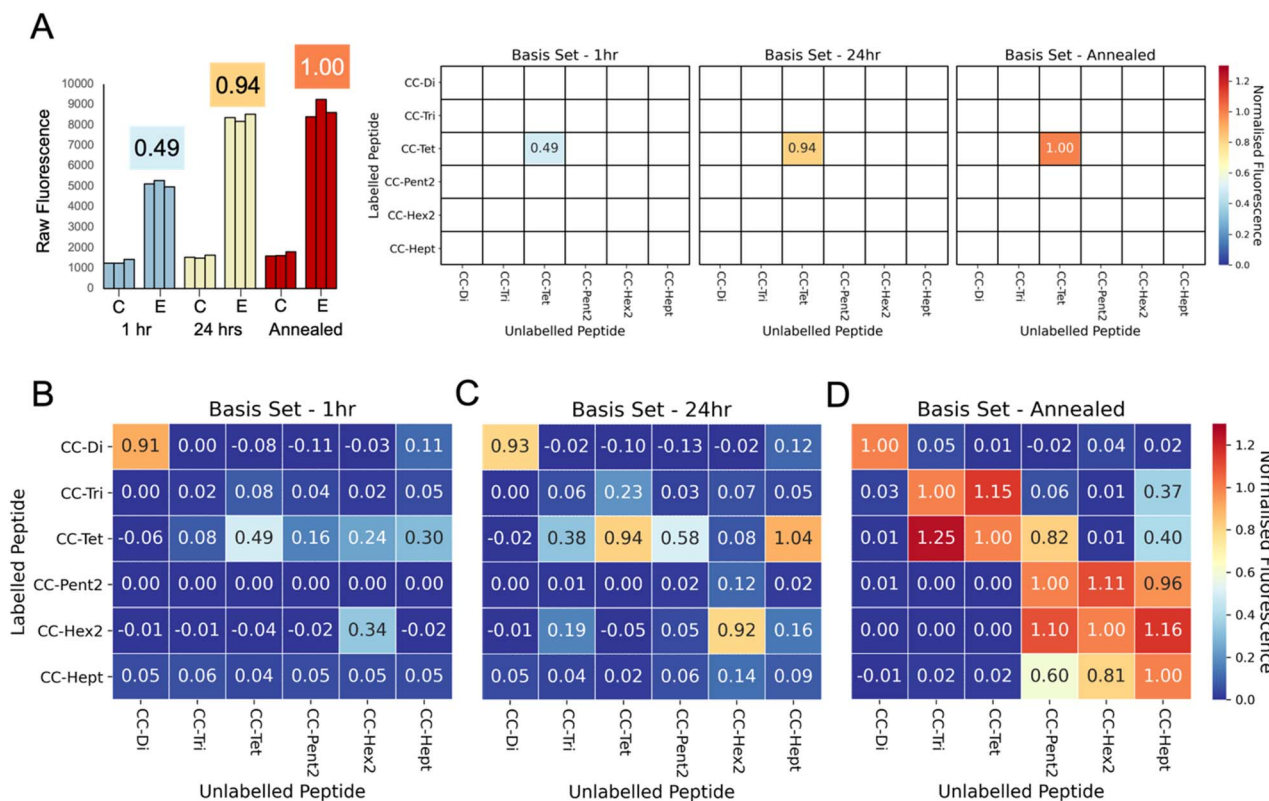 A
0.49
0.94
1.00
Raw Fluorescence
10000
9000
8000
7000
6000
5000
4000
3000
2000
1000
0
C E C E C E
1 hr 24 hrs Annealed
Basis Set - 1hr Basis Set - 24hr Basis Set - Annealed
Labelled Peptide
CC-Di
CC-Tri
CC-Tet 0.49 0.94 1.00
CC-Pent2
CC-Hex2
CC-Hept
CC-Di CC-Tri CC-Tet CC-Pent2 CC-Hex2 CC-Hept CC-Di CC-Tri CC-Tet CC-Pent2 CC-Hex2 CC-Hept CC-Di CC-Tri CC-Tet CC-Pent2 CC-Hex2 CC-Hept
Unlabelled Peptide Unlabelled Peptide Unlabelled Peptide
1.2
1.0
0.8
0.6
0.4
0.2
0.0
Normalised Fluorescence
B
Basis Set - 1hr
Labelled Peptide
CC-Di 0.91 0.00 -0.08 -0.11 -0.03 0.11
CC-Tri 0.00 0.02 0.08 0.04 0.02 0.05
CC-Tet -0.06 0.08 0.49 0.16 0.24 0.30
CC-Pent2 0.00 0.00 0.00 0.00 0.00 0.00
CC-Hex2 -0.01 -0.01 -0.04 -0.02 0.34 -0.02
CC-Hept 0.05 0.05 0.04 0.05 0.05 0.05
CC-Di CC-Tri CC-Tet CC-Pent2 CC-Hex2 CC-Hept
Unlabelled Peptide
C
Basis Set - 24hr
0.93 -0.02 -0.10 -0.13 -0.02 0.12
0.00 0.06 0.23 0.03 0.07 0.05
-0.02 0.38 0.94 0.58 0.08 1.04
0.00 0.01 0.00 0.02 0.12 0.02
-0.01 0.19 -0.05 0.05 0.92 0.16
0.05 0.04 0.02 0.06 0.14 0.09
CC-Di CC-Tri CC-Tet CC-Pent2 CC-Hex2 CC-Hept
Unlabelled Peptide
D
Basis Set - Annealed
1.00 0.05 0.01 -0.02 0.04 0.02
0.03 1.00 1.15 0.06 0.01 0.37
0.01 1.25 1.00 0.82 0.01 0.40
0.01 0.00 0.00 1.00 1.11 0.96
0.00 0.00 0.00 1.10 1.00 1.16
-0.01 0.02 0.02 0.60 0.81 1.00
CC-Di CC-Tri CC-Tet CC-Pent2 CC-Hex2 CC-Hept
Unlabelled Peptide
1.2
1.0
0.8
0.6
0.4
0.2
0.0
Normalised Fluorescence